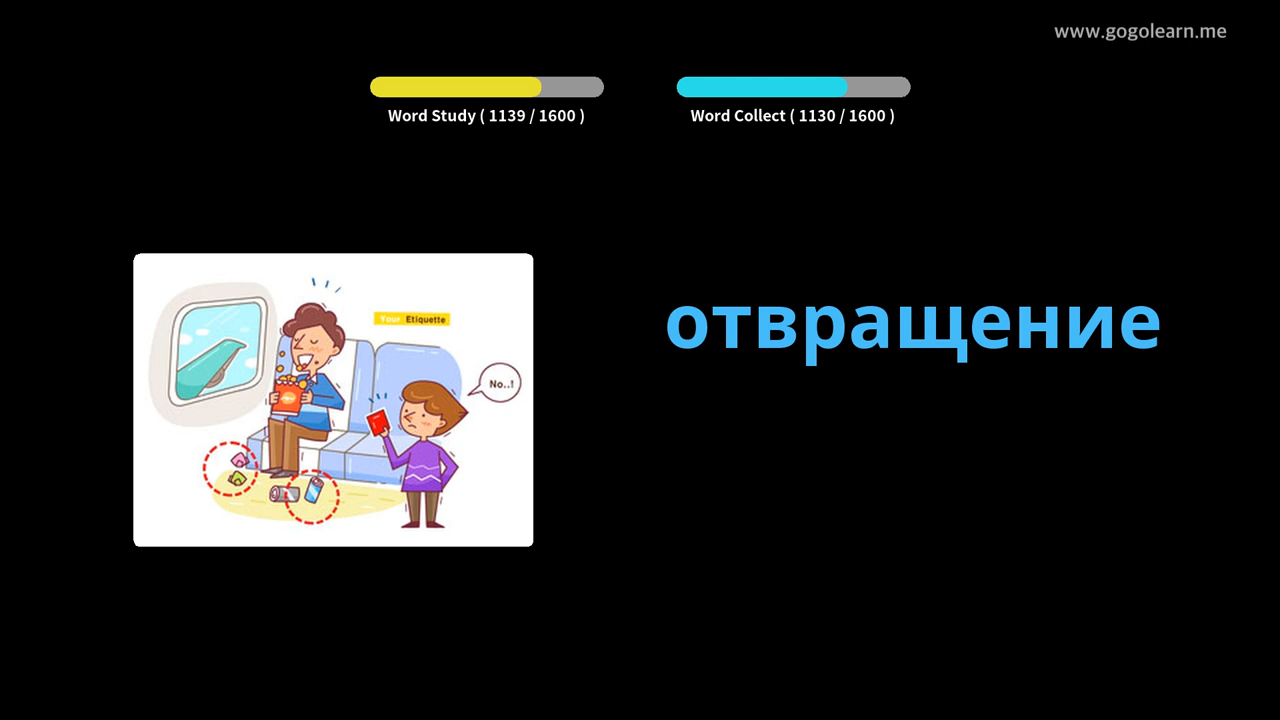 www.gogolearn.me
Word Study ( 1139 / 1600 )
Word Collect ( 1130 / 1600 )
Your Etiquette
No..!
отвращение